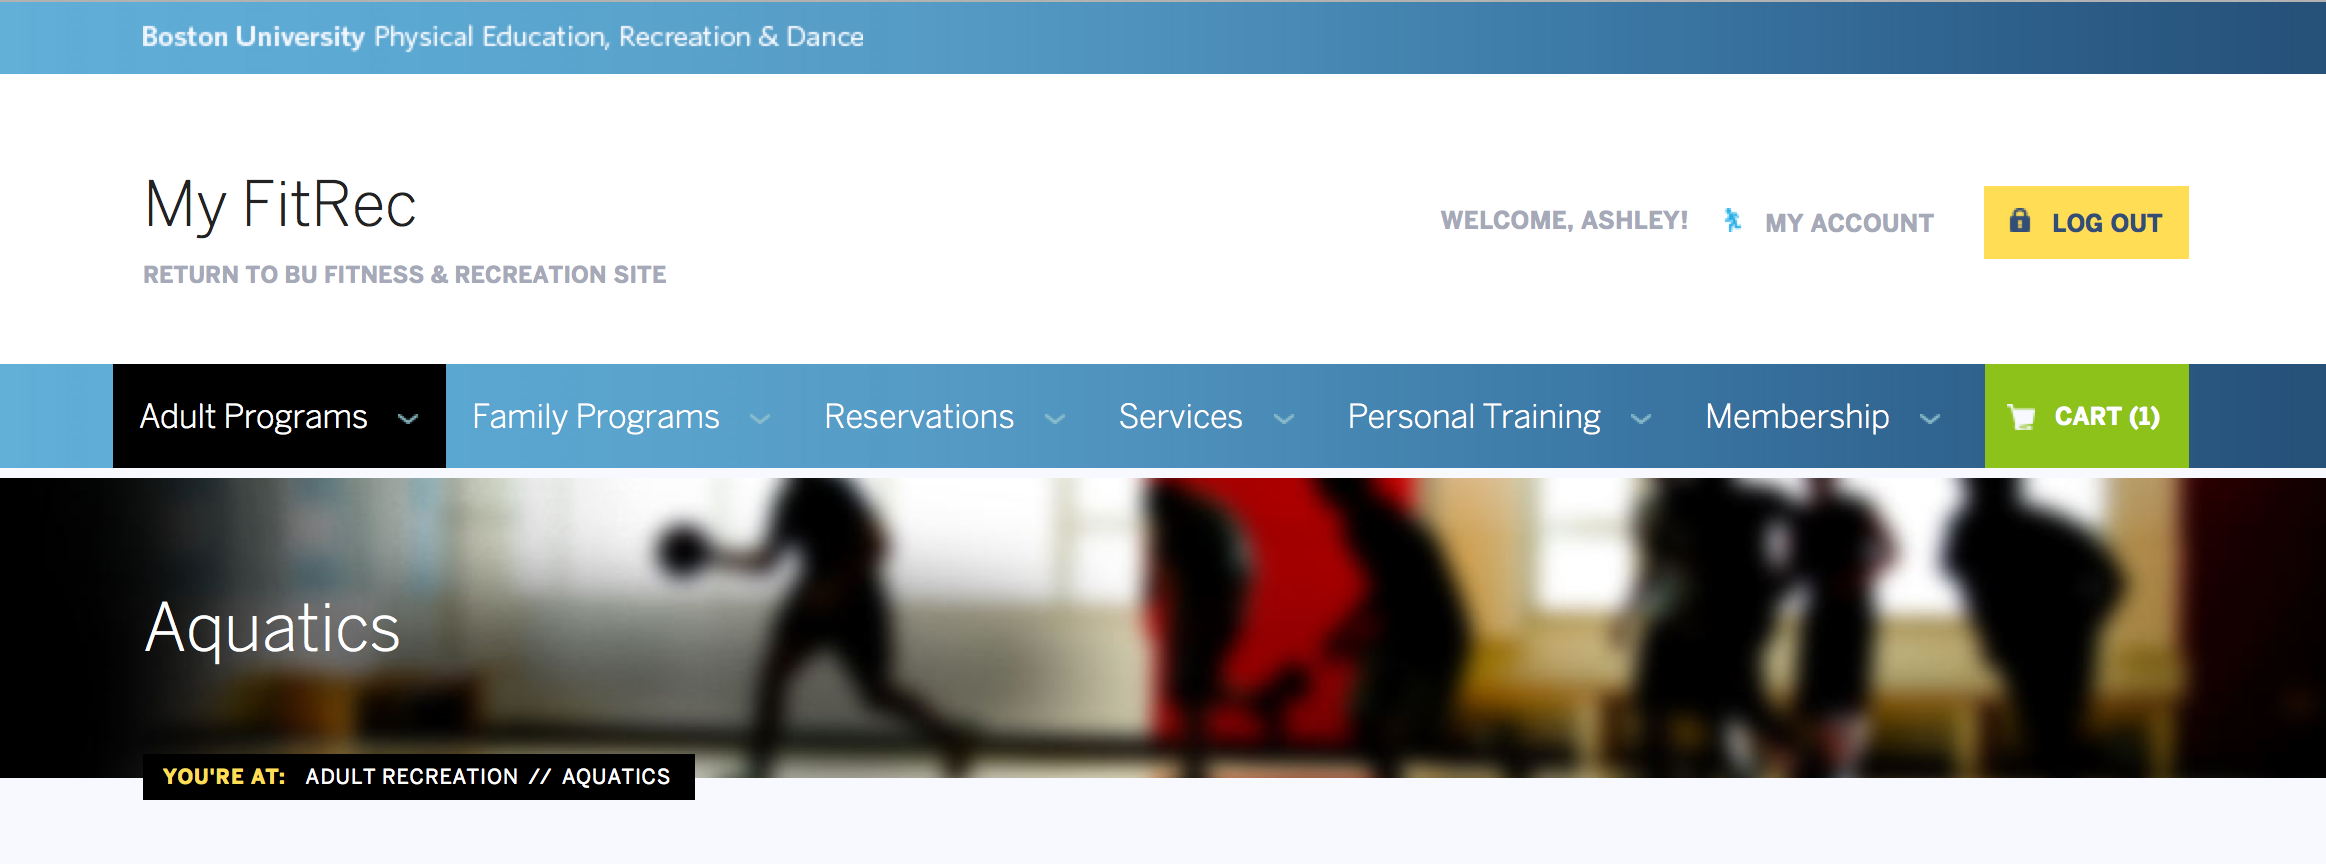 Boston University Physical Education, Recreation & Dance
My FitRec
RETURN TO BU FITNESS & RECREATION SITE
WELCOME, ASHLEY! MY ACCOUNT LOG OUT
Adult Programs Family Programs Reservations Services Personal Training Membership CART (1)
Aquatics
YOU'RE AT: ADULT RECREATION // AQUATICS